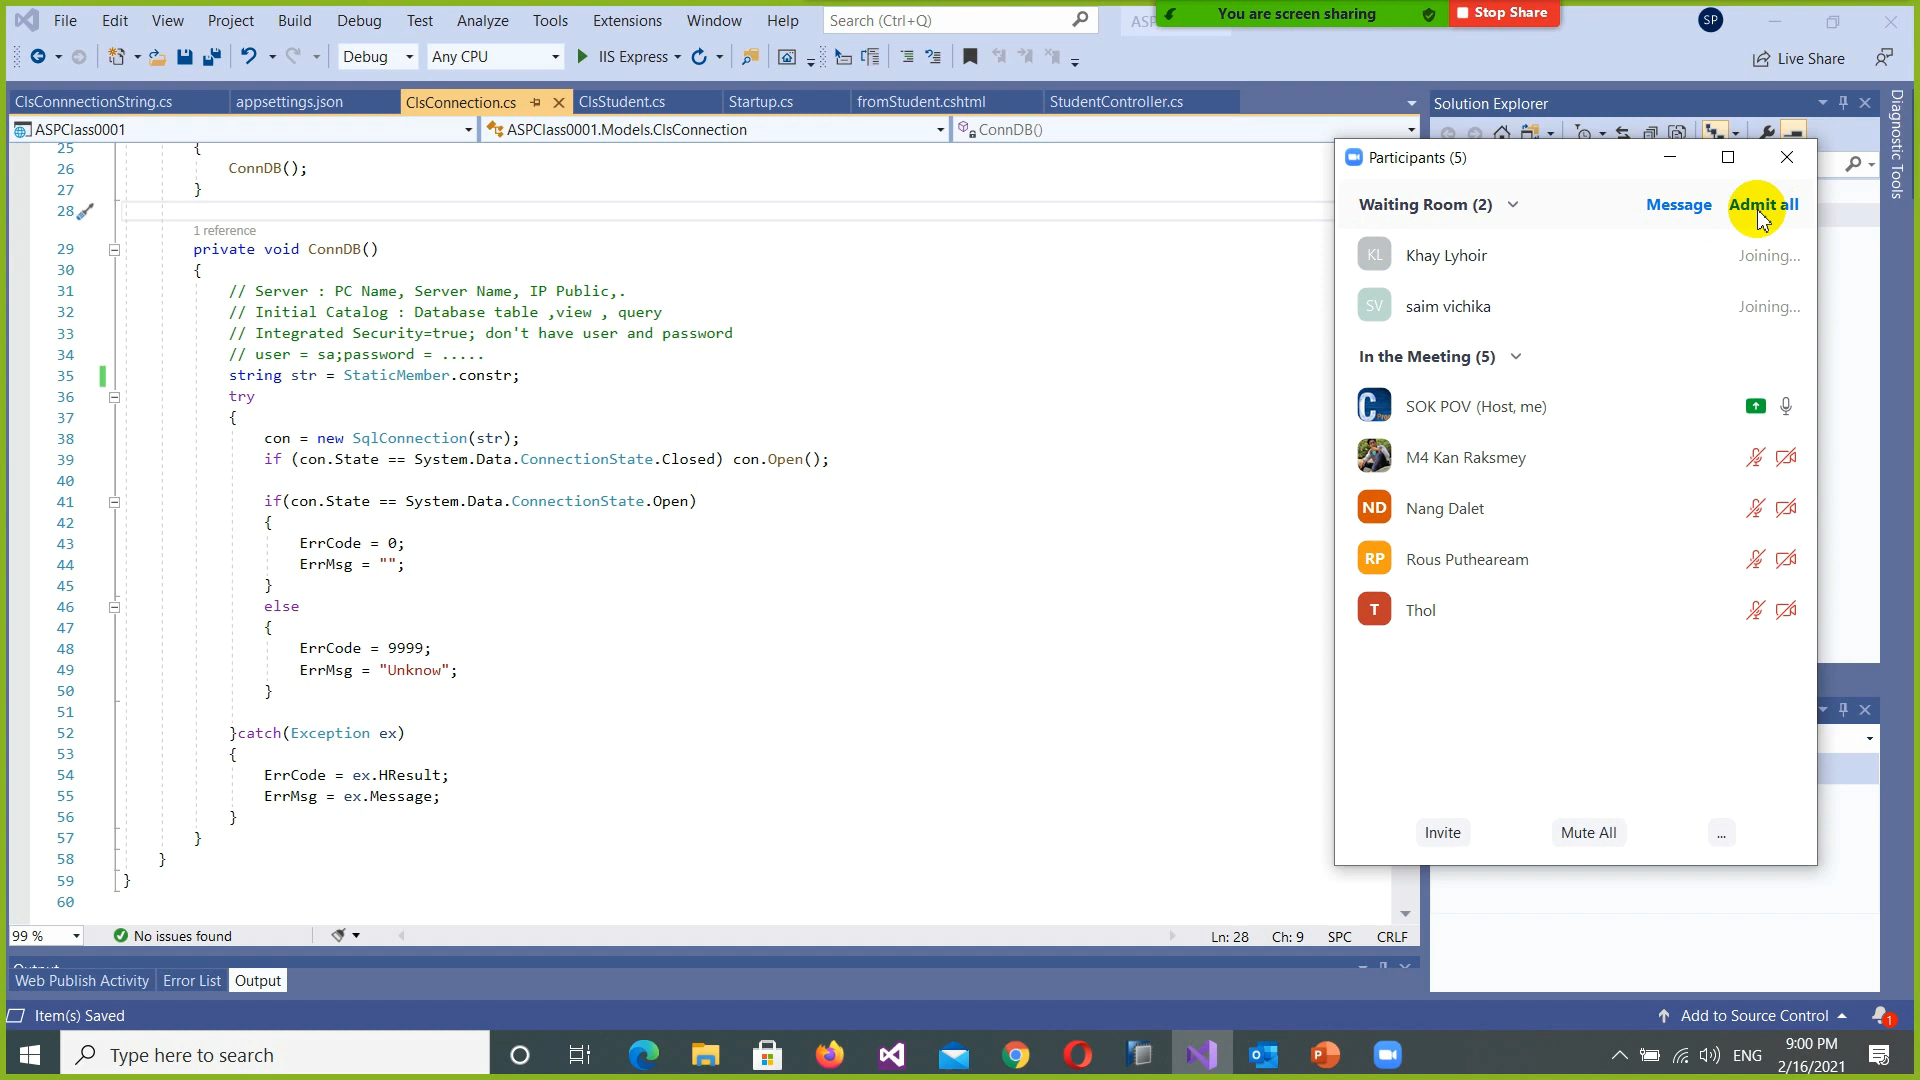 File Edit View Project Build Debug Test Analyze Tools Extensions Window Help Search (Ctrl+Q)
You are screen sharing Stop Share
SP
Debug Any CPU IIS Express Live Share
ClsConnnectionString.cs appsettings.json ClsConnection.cs ClsStudent.cs Startup.cs fromStudent.cshtml StudentController.cs
Solution Explorer
Diagnostic Tools
ASPClass0001 ASPClass0001.Models.ClsConnection ConnDB()
25 {
26 ConnDB();
27 }
28
1 reference
29 private void ConnDB()
30 {
31 // Server : PC Name, Server Name, IP Public,.
32 // Initial Catalog : Database table ,view , query
33 // Integrated Security=true; don't have user and password
34 // user = sa;password = .....
35 string str = StaticMember.constr;
36 try
37 {
38 con = new SqlConnection(str);
39 if (con.State == System.Data.ConnectionState.Closed) con.Open();
40
41 if(con.State == System.Data.ConnectionState.Open)
42 {
43 ErrCode = 0;
44 ErrMsg = "";
45 }
46 else
47 {
48 ErrCode = 9999;
49 ErrMsg = "Unknow";
50 }
51
52 }catch(Exception ex)
53 {
54 ErrCode = ex.HResult;
55 ErrMsg = ex.Message;
56 }
57 }
58 }
59 }
60
Participants (5)
Waiting Room (2) Message Admit all
KL Khay Lyhoir Joining...
SV saim vichika Joining...
In the Meeting (5)
SOK POV (Host, me)
M4 Kan Raksmey
ND Nang Dalet
RP Rous Putheaream
T Thol
Invite Mute All ...
99 % No issues found Ln: 28 Ch: 9 SPC CRLF
Web Publish Activity Error List Output
Item(s) Saved Add to Source Control 1
Type here to search
ENG 9:00 PM
2/16/2021